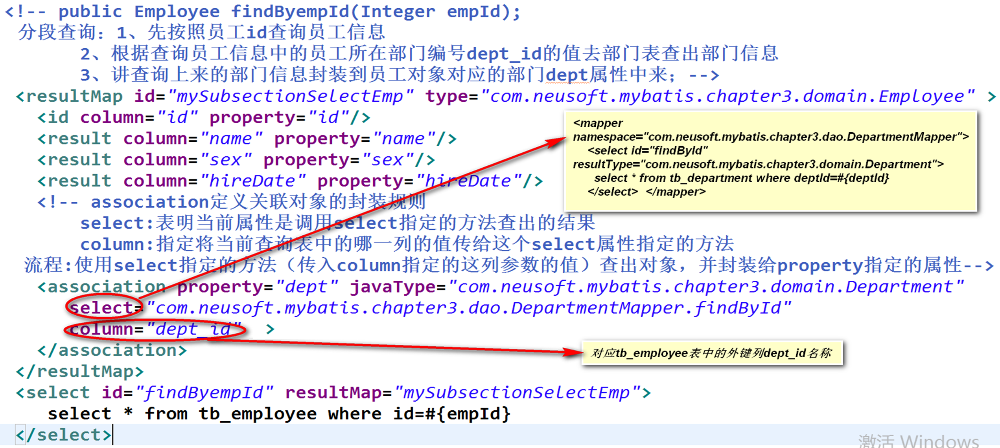 <!-- public Employee findByempId(Integer empId);
分段查询：1、先按照员工id查询员工信息
2、根据查询员工信息中的员工所在部门编号dept_id的值去部门表查出部门信息
3、讲查询上来的部门信息封装到员工对象对应的部门dept属性中来；-->
<resultMap id="mySubsectionSelectEmp" type="com.neusoft.mybatis.chapter3.domain.Employee" >
<id column="id" property="id"/>
<result column="name" property="name"/>
<result column="sex" property="sex"/>
<result column="hireDate" property="hireDate"/>
<!-- association定义关联对象的封装规则
select:表明当前属性是调用select指定的方法查出的结果
column:指定将当前查询表中的哪一列的值传给这个select属性指定的方法
流程:使用select指定的方法（传入column指定的这列参数的值）查出对象，并封装给property指定的属性-->
<association property="dept" javaType="com.neusoft.mybatis.chapter3.domain.Department"
select="com.neusoft.mybatis.chapter3.dao.DepartmentMapper.findById"
column="dept_id" >
</association>
</resultMap>
<select id="findByempId" resultMap="mySubsectionSelectEmp">
select * from tb_employee where id=#{empId}
</select>
<mapper
namespace="com.neusoft.mybatis.chapter3.dao.DepartmentMapper">
<select id="findById"
resultType="com.neusoft.mybatis.chapter3.domain.Department">
select * from tb_department where deptId=#{deptId}
</select> </mapper>
对应tb_employee表中的外键列dept_id名称
激活 Windows